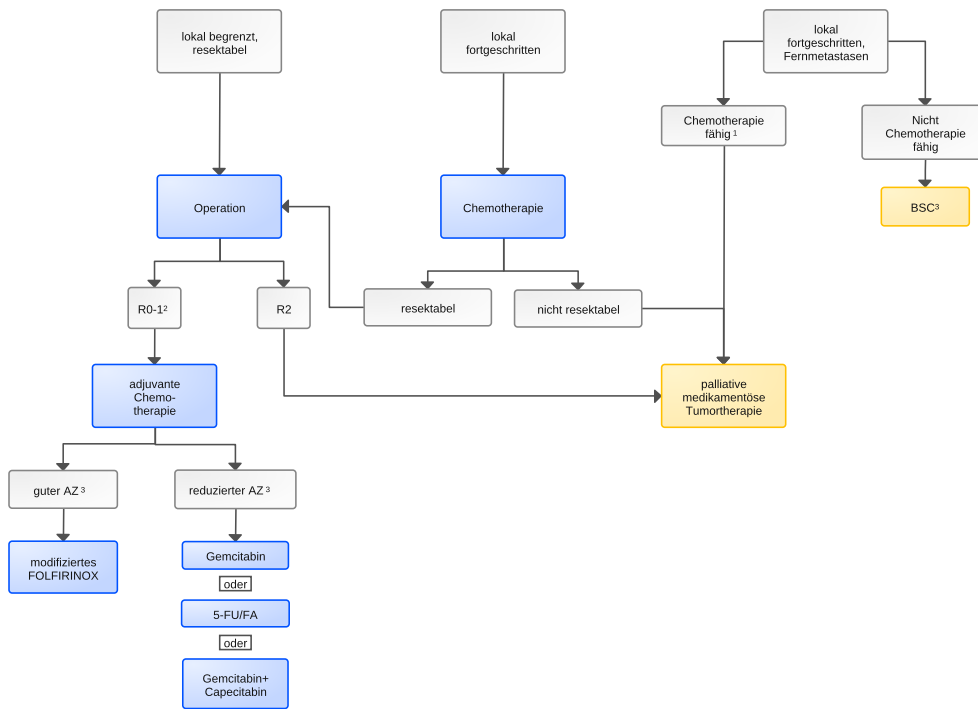 lokal begrenzt,
resektabel
lokal
fortgeschritten
lokal
fortgeschritten,
Fernmetastasen
Chemotherapie
fähig 1
Nicht
Chemotherapie
fähig
Operation
Chemotherapie
BSC3
R0-12
R2
resektabel
nicht resektabel
adjuvante
Chemo-
therapie
palliative
medikamentöse
Tumortherapie
guter AZ 3
reduzierter AZ 3
modifiziertes
FOLFIRINOX
Gemcitabin
oder
5-FU/FA
oder
Gemcitabin+
Capecitabin